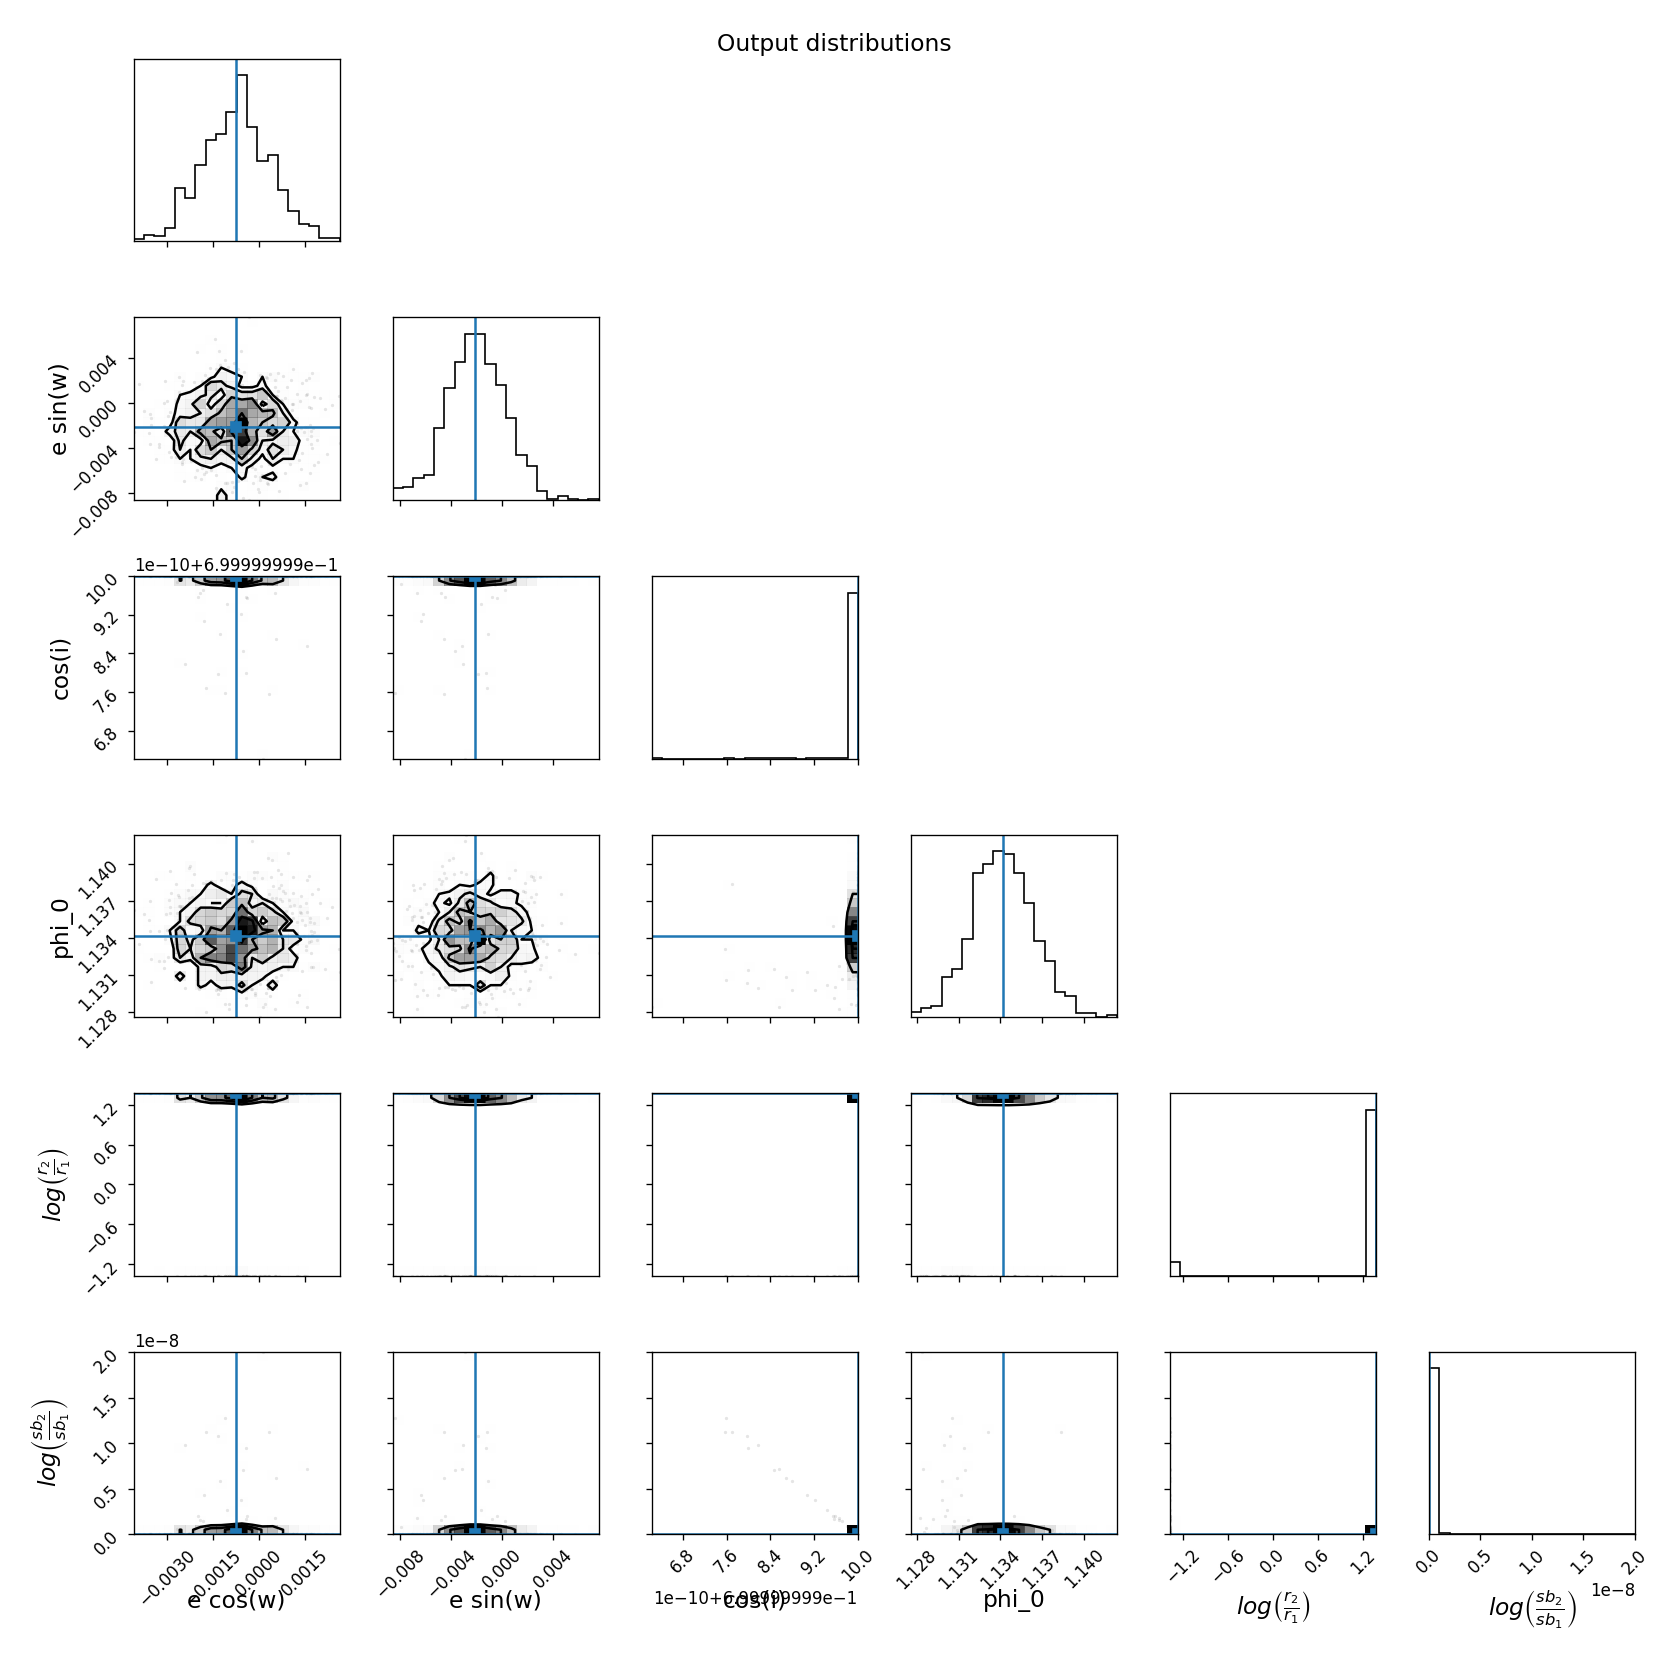 Output distributions
e sin(w)
0.004
0.000
−0.004
−0.008
1e−10+6.99999999e−1
cos(i)
10.0
9.2
8.4
7.6
6.8
phi_0
1.140
1.137
1.134
1.131
1.128
log(r2/r1)
1.2
0.6
0.0
−0.6
−1.2
1e−8
log(sb2/sb1)
2.0
1.5
1.0
0.5
0.0
−0.0030 −0.0015 0.0000 0.0015
e cos(w)
−0.008 −0.004 0.000 0.004
e sin(w)
6.8 7.6 8.4 9.2 10.0
1e−10+6.99999999e−1
cos(i)
1.128 1.131 1.134 1.137 1.140
phi_0
−1.2 −0.6 0.0 0.6 1.2
log(r2/r1)
0.0 0.5 1.0 1.5 2.0
1e−8
log(sb2/sb1)